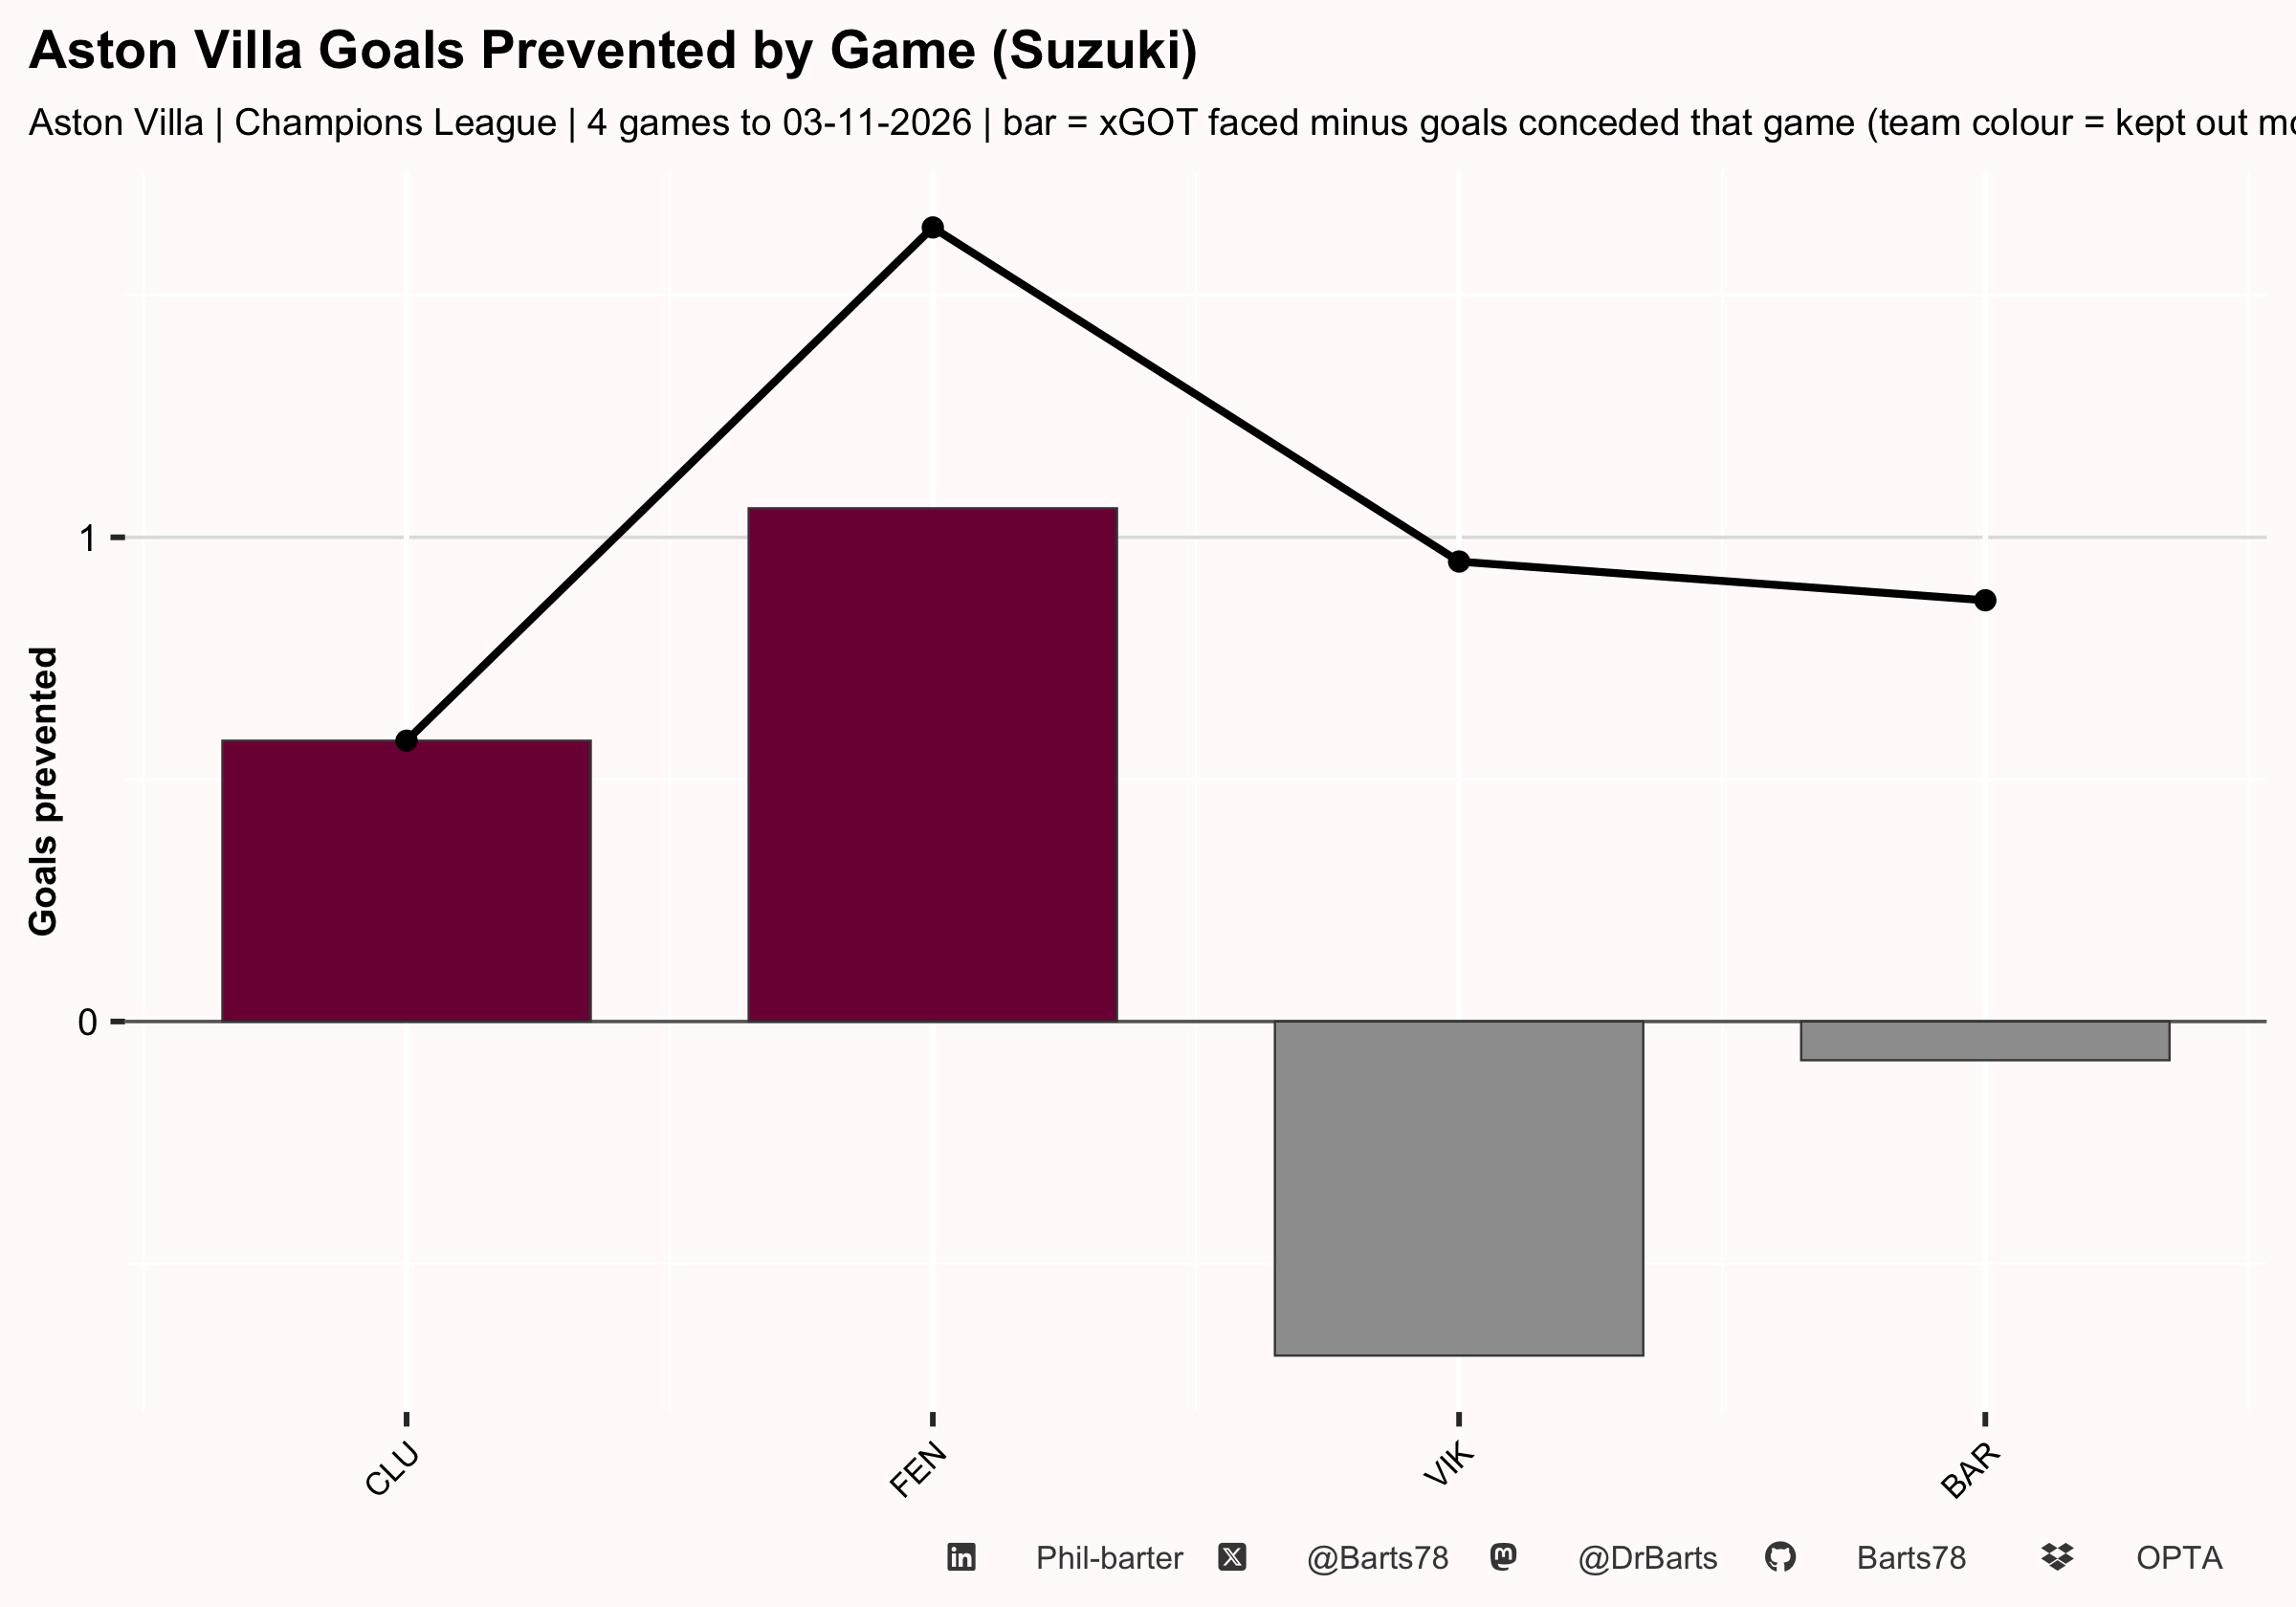 Aston Villa Goals Prevented by Game (Suzuki)
Aston Villa | Champions League | 4 games to 03-11-2026 | bar = xGOT faced minus goals conceded that game (team colour = kept out
Goals prevented
1
0
CLU
FEN
VIK
BAR
Phil-barter
@Barts78
@DrBarts
Barts78
OPTA